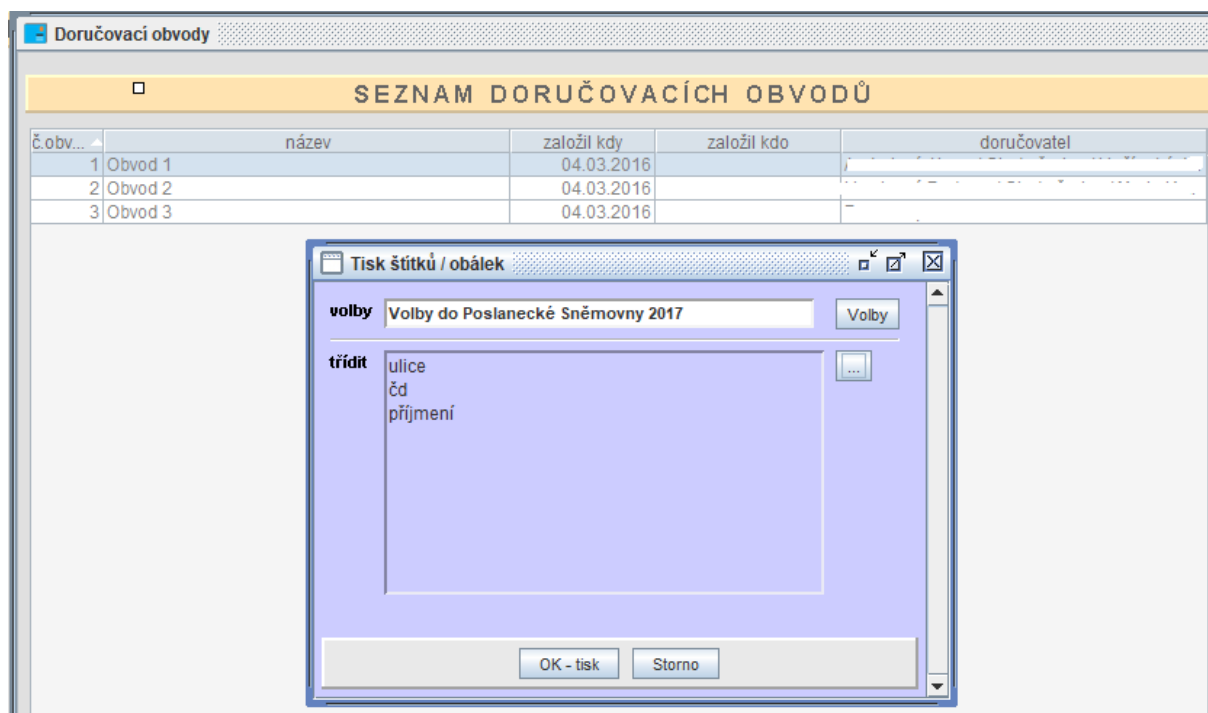 Doručovací obvody
SEZNAM DORUČOVACÍCH OBVODŮ
č.obv... název založil kdy založil kdo doručovatel
1 Obvod 1 04.03.2016
2 Obvod 2 04.03.2016
3 Obvod 3 04.03.2016
Tisk štítků / obálek
volby Volby do Poslanecké Sněmovny 2017 Volby
třídit ulice ...
čd
příjmení
OK - tisk Storno